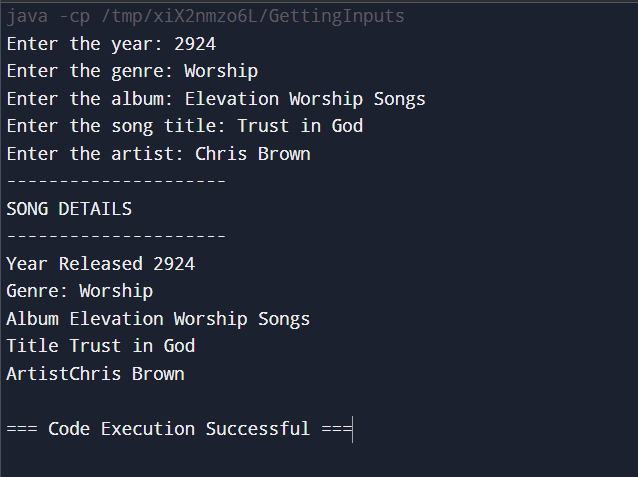 java -cp /tmp/xiX2nmzo6L/GettingInputs
Enter the year: 2924
Enter the genre: Worship
Enter the album: Elevation Worship Songs
Enter the song title: Trust in God
Enter the artist: Chris Brown
---------------------
SONG DETAILS
---------------------
Year Released 2924
Genre: Worship
Album Elevation Worship Songs
Title Trust in God
ArtistChris Brown
=== Code Execution Successful ===